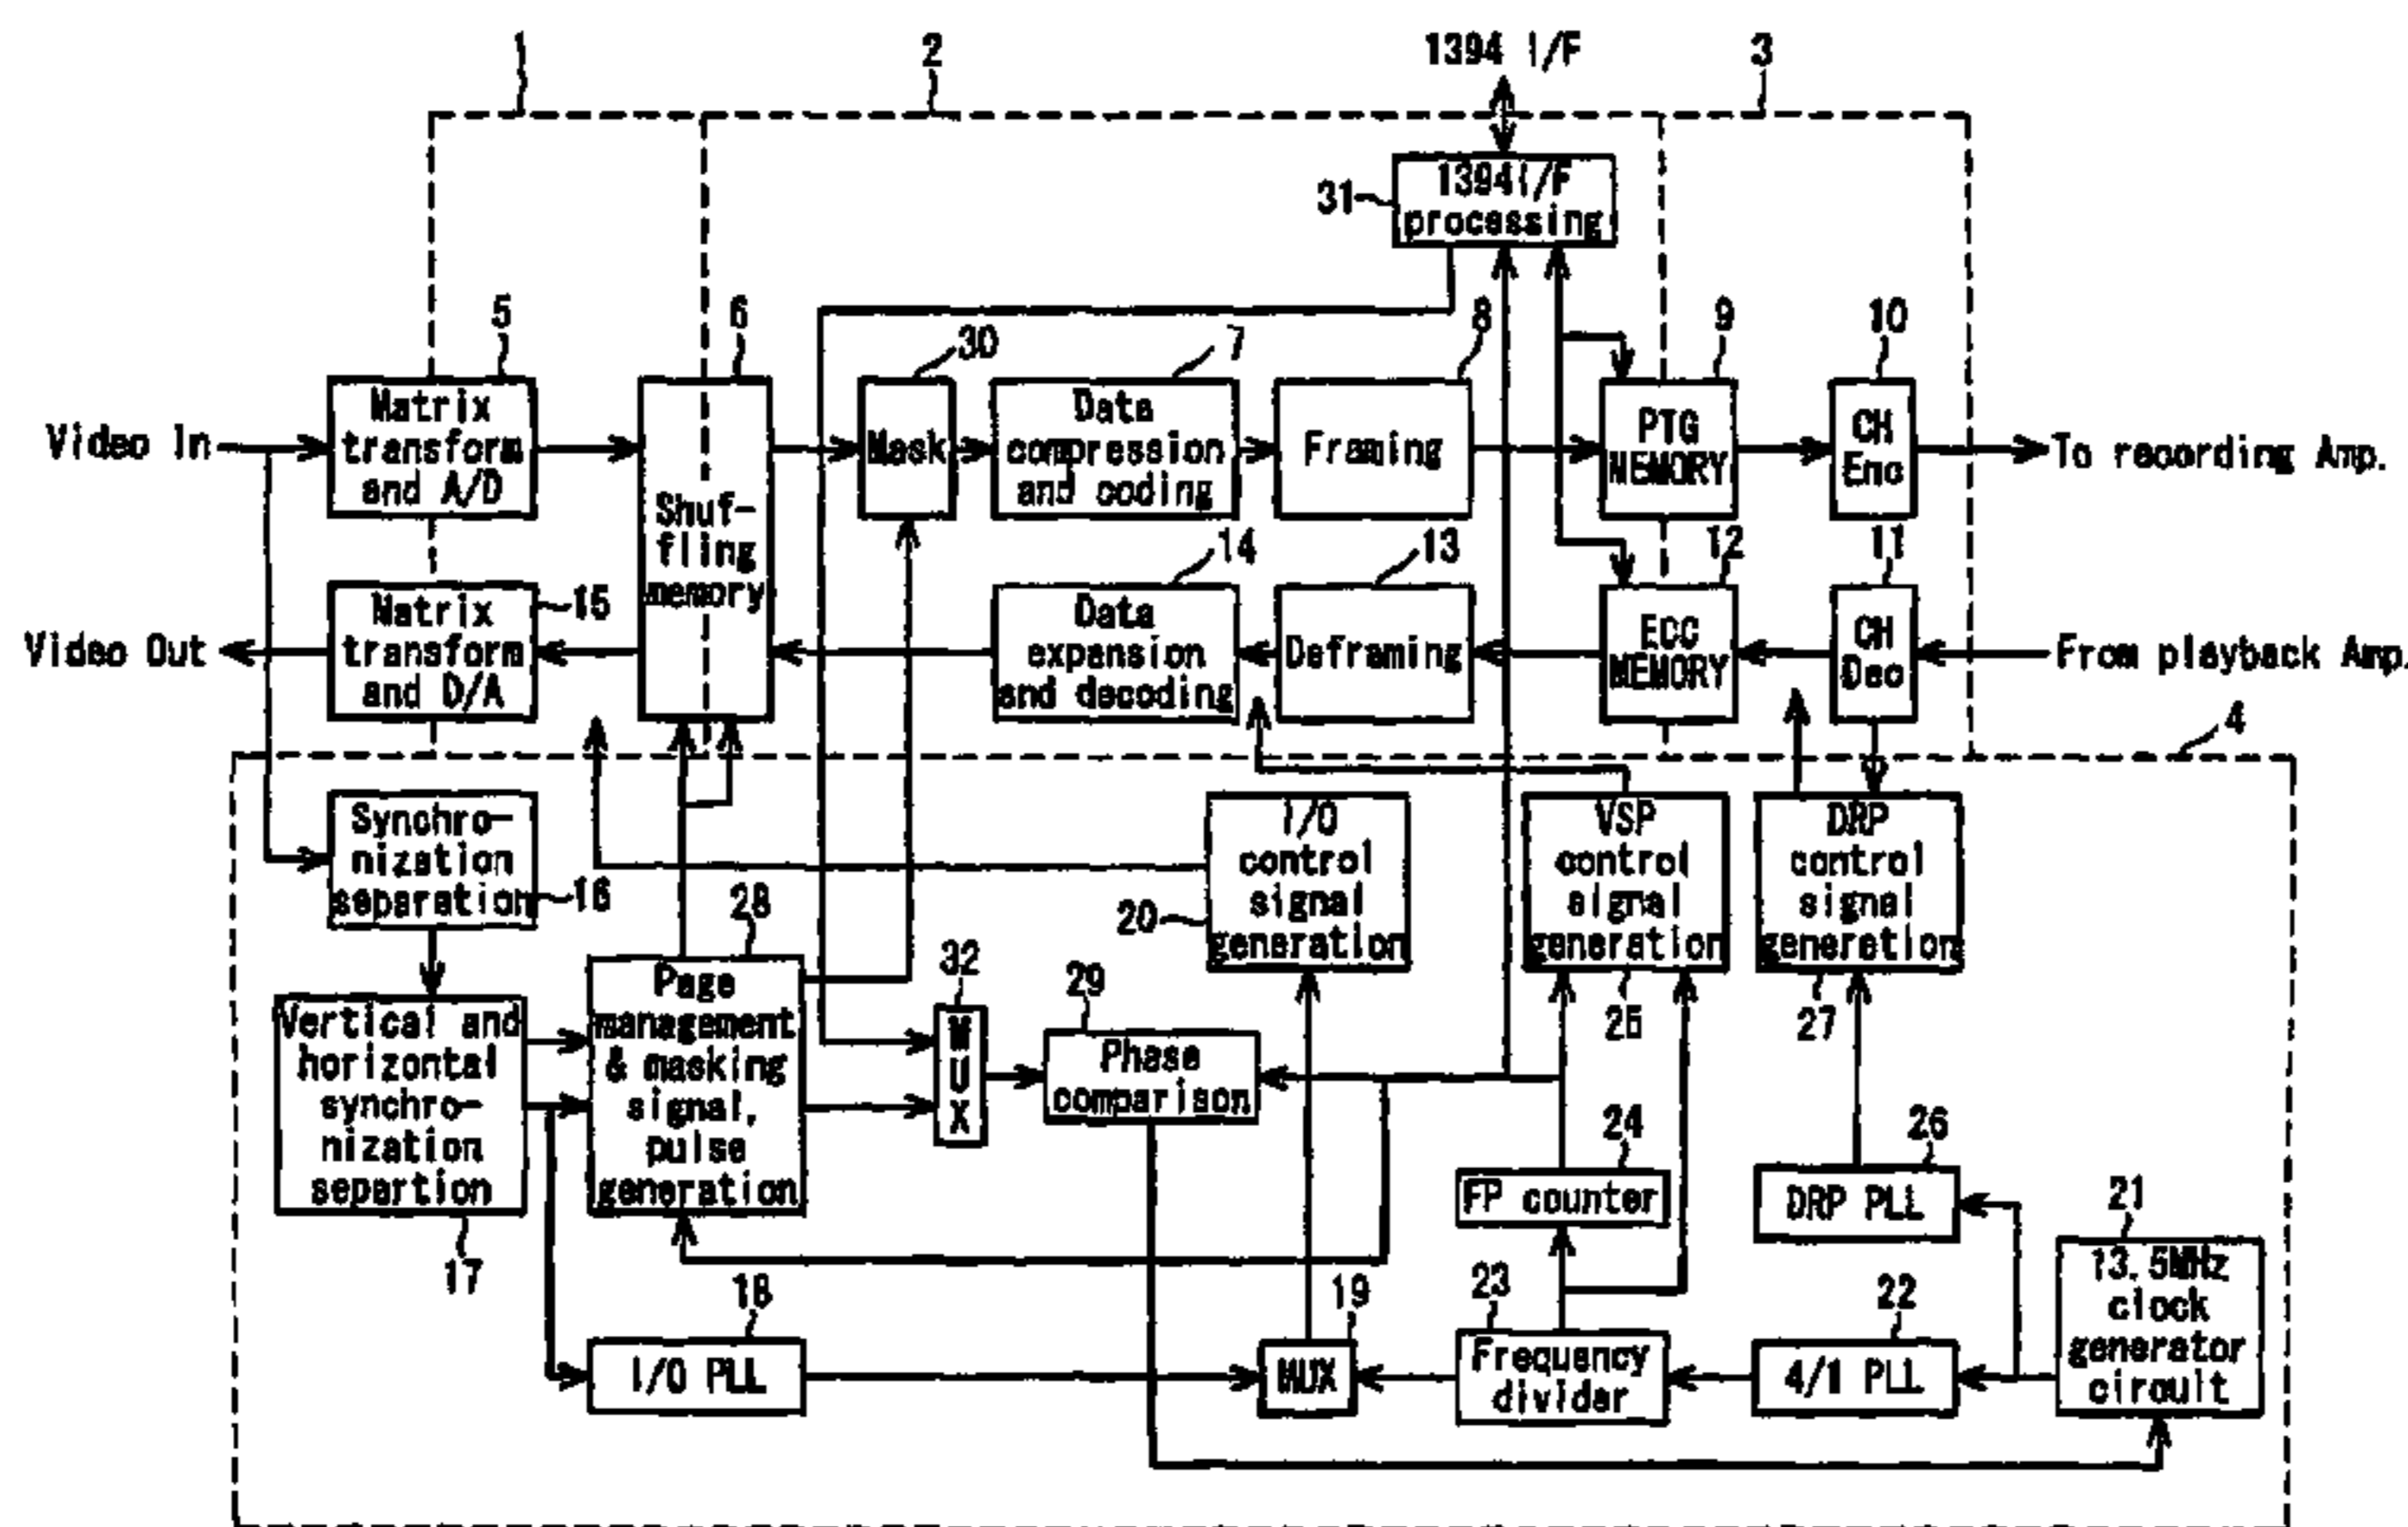 1
2
1394 I/F
3
31
1394I/F
processing
5
6
30
7
8
9
10
Video In
Matrix
transform
and A/D
Shuf-
fling
memory
Mask
Data
compression
and coding
Framing
PTG
MEMORY
CH
Enc
To recording Amp.
14
13
12
11
Video Out
Matrix
transform
and D/A
15
Data
expansion
and decoding
Deframing
ECC
MEMORY
CH
Dec
From playback Amp.
4
Synchro-
nization
separation
16
I/O
control
signal
generation
20
VSP
control
signal
generation
25
DRP
control
signal
generation
27
28
32
29
Vertical and
horizontal
synchro-
nization
separtion
17
Page
management
& masking
signal,
pulse
generation
M
U
X
Phase
comparison
24
FP counter
26
DRP PLL
21
13.5MHz
clock
generator
circuit
18
I/O PLL
19
MUX
23
Frequency
divider
22
4/1 PLL